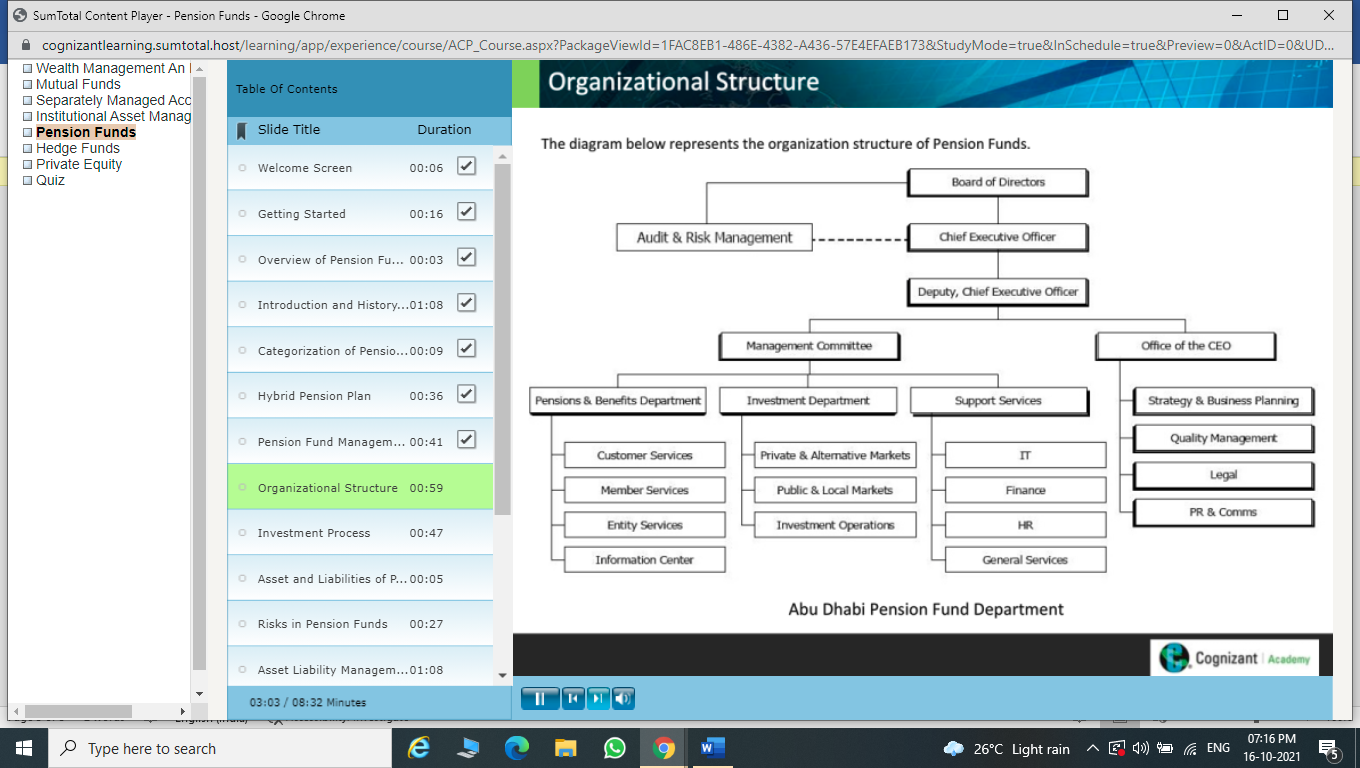 SumTotal Content Player - Pension Funds - Google Chrome
cognizantlearning.sumtotal.host/learning/app/experience/course/ACP_Course.aspx?PackageViewId=1FAC8EB1-486E-4382-A436-57E4EFAEB173&StudyMode=true&InSchedule=true&Preview=0&ActID=0&UD...
Wealth Management An
Mutual Funds
Separately Managed Acc
Institutional Asset Manag
Pension Funds
Hedge Funds
Private Equity
Quiz
Table Of Contents
Slide Title Duration
Welcome Screen 00:06
Getting Started 00:16
Overview of Pension Fu... 00:03
Introduction and History... 01:08
Categorization of Pensio... 00:09
Hybrid Pension Plan 00:36
Pension Fund Managem... 00:41
Organizational Structure 00:59
Investment Process 00:47
Asset and Liabilities of P... 00:05
Risks in Pension Funds 00:27
Asset Liability Managem... 01:08
03:03 / 08:32 Minutes
Organizational Structure
The diagram below represents the organization structure of Pension Funds.
Board of Directors
Audit & Risk Management
Chief Executive Officer
Deputy, Chief Executive Officer
Management Committee
Office of the CEO
Pensions & Benefits Department
Investment Department
Support Services
Strategy & Business Planning
Quality Management
Legal
PR & Comms
Customer Services
Member Services
Entity Services
Information Center
Private & Alternative Markets
Public & Local Markets
Investment Operations
IT
Finance
HR
General Services
Abu Dhabi Pension Fund Department
Cognizant | Academy
Type here to search
26°C Light rain
ENG
07:16 PM
16-10-2021
5